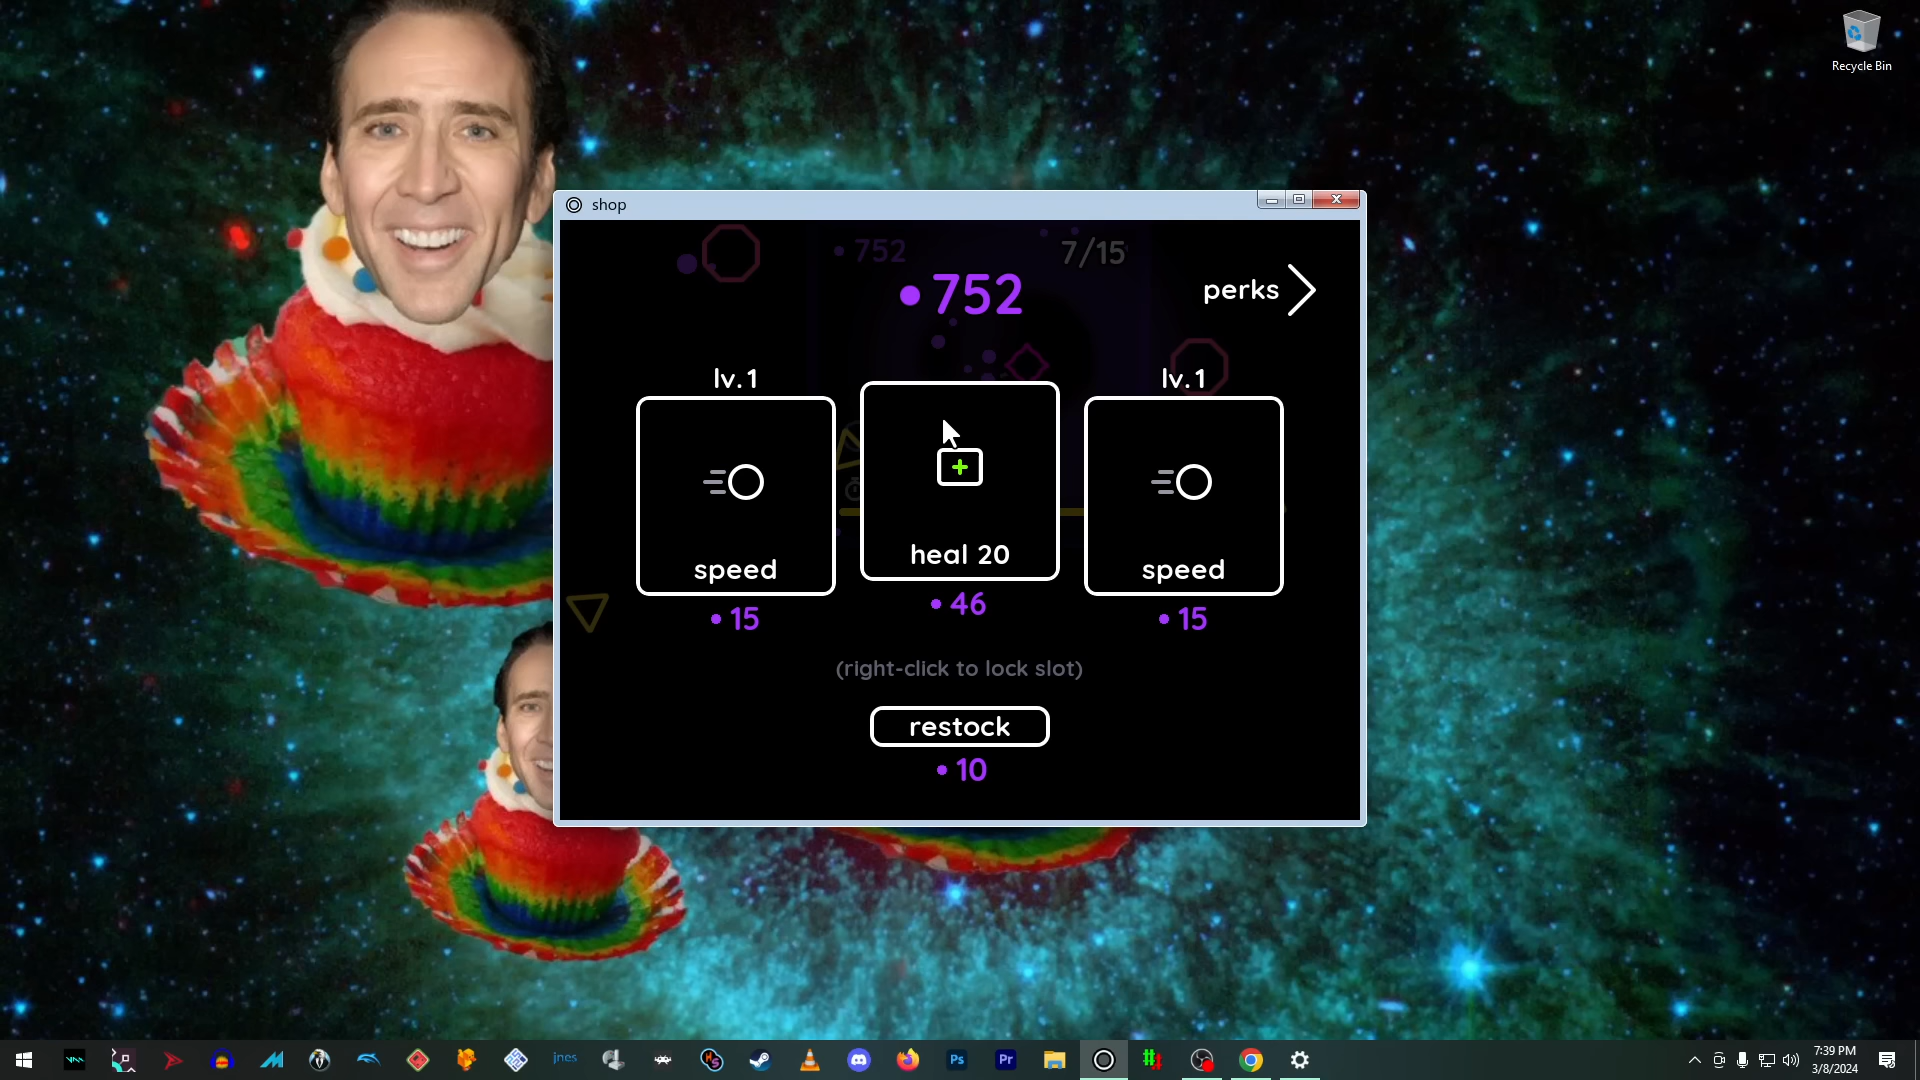 Recycle Bin
shop
752
7/15
752
perks
lv.1
lv.1
speed
heal 20
speed
15
46
15
(right-click to lock slot)
restock
10
jnes
Ps
Pr
7:39 PM
3/8/2024